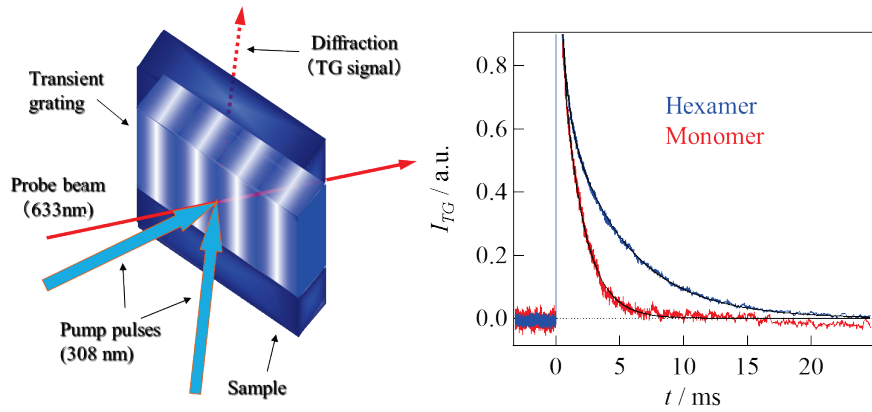 Diffraction
(TG signal)
Transient
grating
Probe beam
(633nm)
Pump pulses
(308 nm)
Sample
I_TG / a.u.
0.8
0.6
0.4
0.2
0.0
Hexamer
Monomer
0
5
10
15
20
t / ms